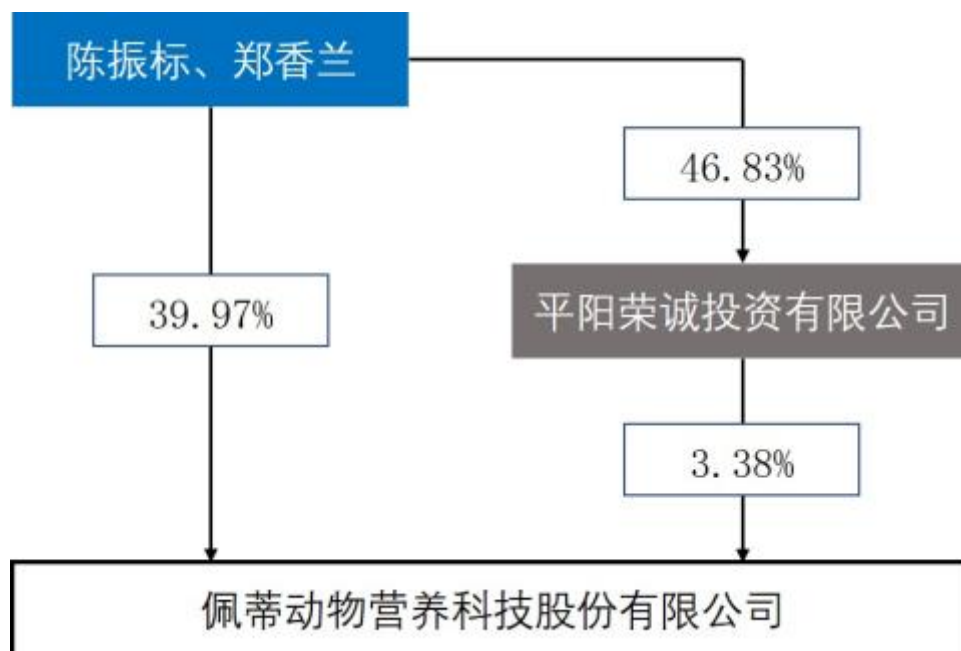 陈振标、郑香兰
46.83%
平阳荣诚投资有限公司
39.97%
3.38%
佩蒂动物营养科技股份有限公司